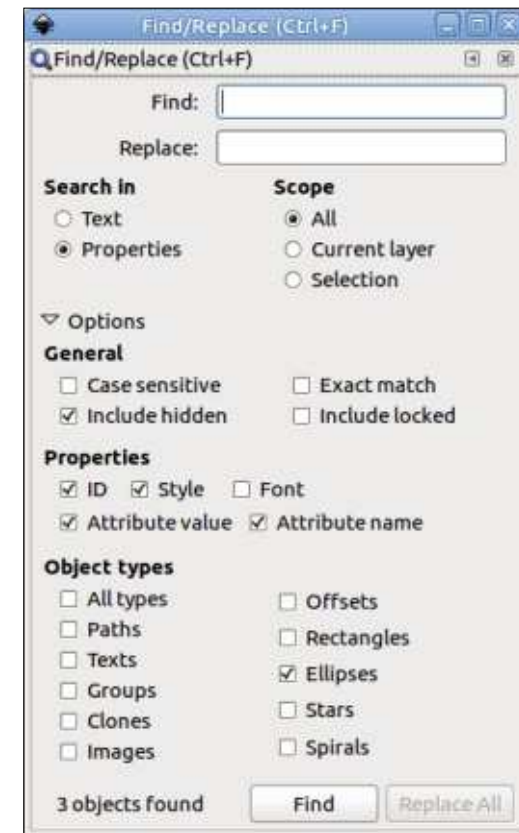 Find/Replace (Ctrl+F)
Find/Replace (Ctrl+F)
Find:
Replace:
Search in Scope
Text All
Properties Current layer
Selection
Options
General
Case sensitive Exact match
Include hidden Include locked
Properties
ID Style Font
Attribute value Attribute name
Object types
All types Offsets
Paths Rectangles
Texts Ellipses
Groups Stars
Clones Spirals
Images
3 objects found Find Replace All